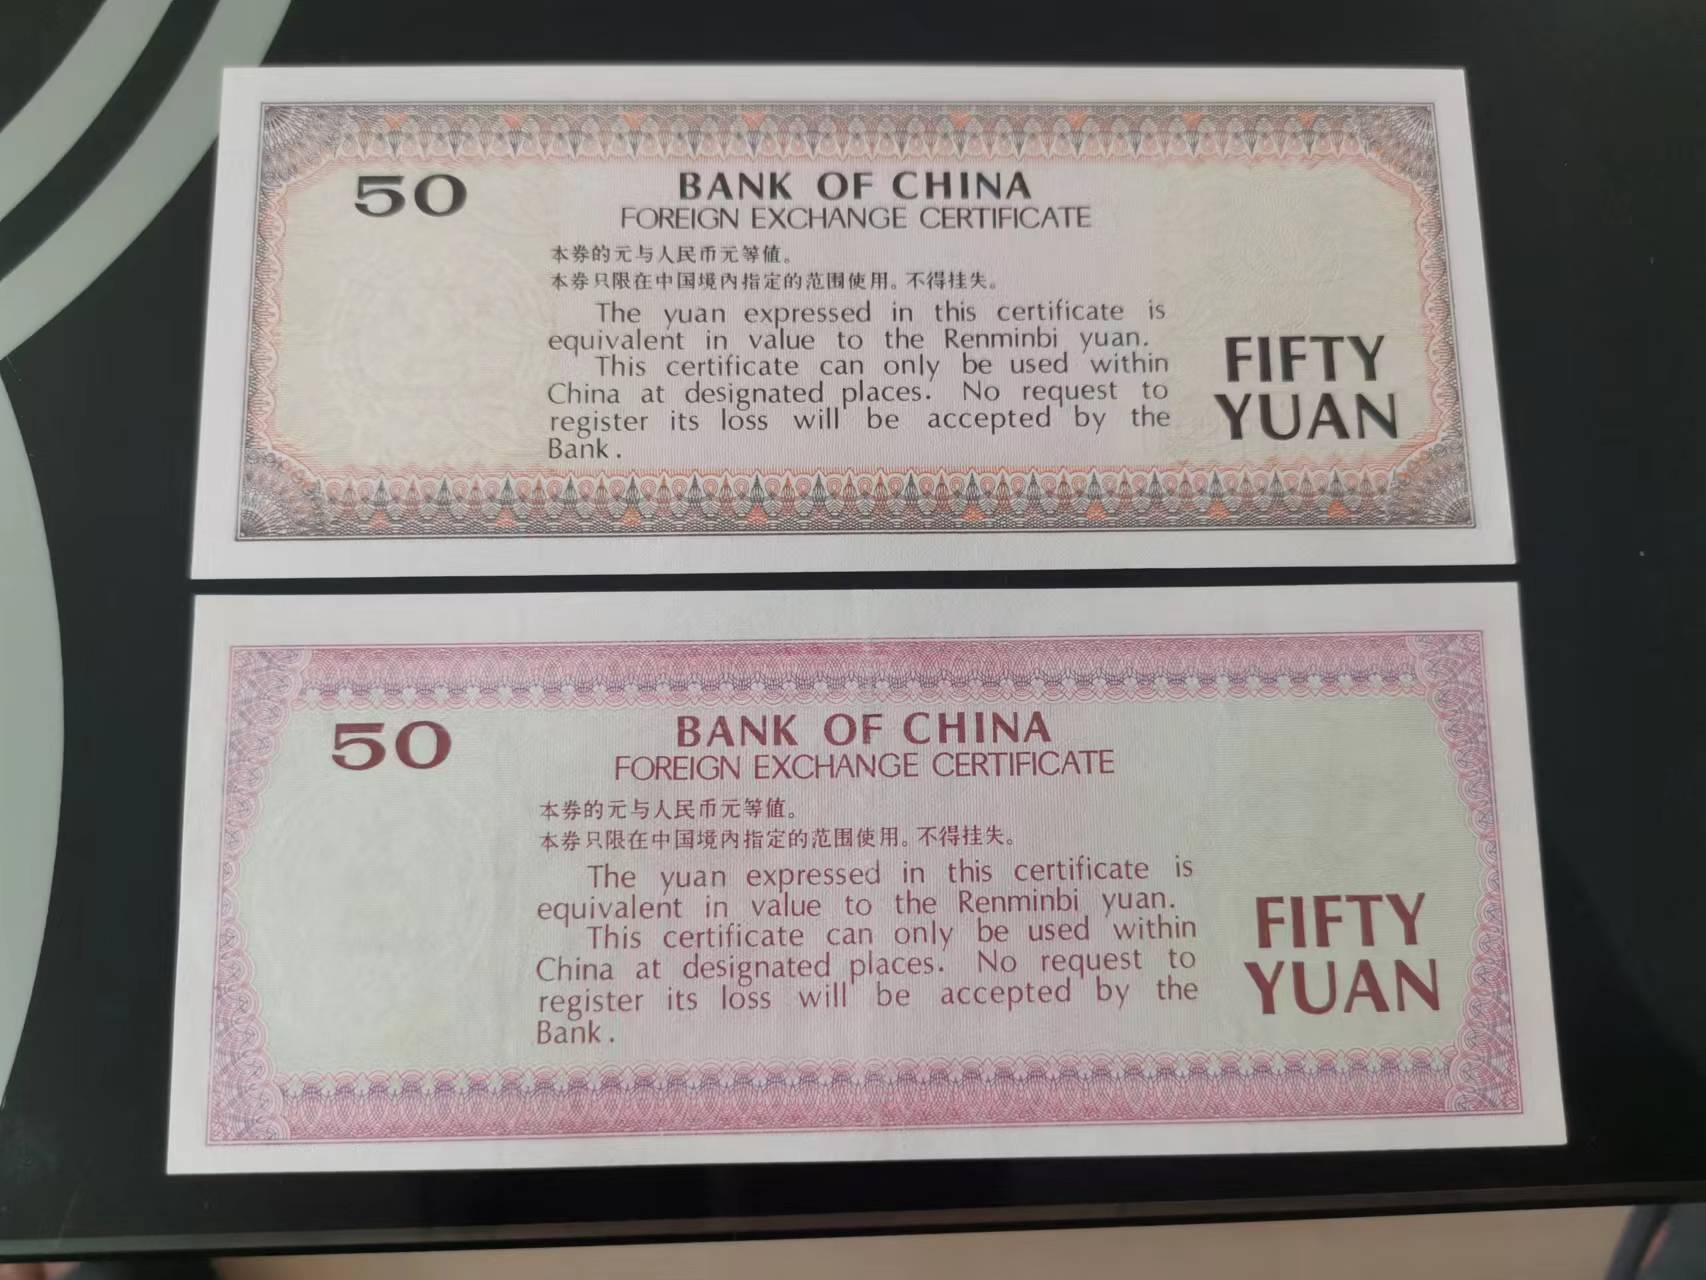 50
BANK OF CHINA
FOREIGN EXCHANGE CERTIFICATE
本券的元与人民币元等值。
本券只限在中国境内指定的范围使用。不得挂失。
The yuan expressed in this certificate is
equivalent in value to the Renminbi yuan.
This certificate can only be used within
China at designated places. No request to
register its loss will be accepted by the
Bank.
FIFTY
YUAN
50
BANK OF CHINA
FOREIGN EXCHANGE CERTIFICATE
本券的元与人民币元等值。
本券只限在中国境内指定的范围使用。不得挂失。
The yuan expressed in this certificate is
equivalent in value to the Renminbi yuan.
This certificate can only be used within
China at designated places. No request to
register its loss will be accepted by the
Bank.
FIFTY
YUAN